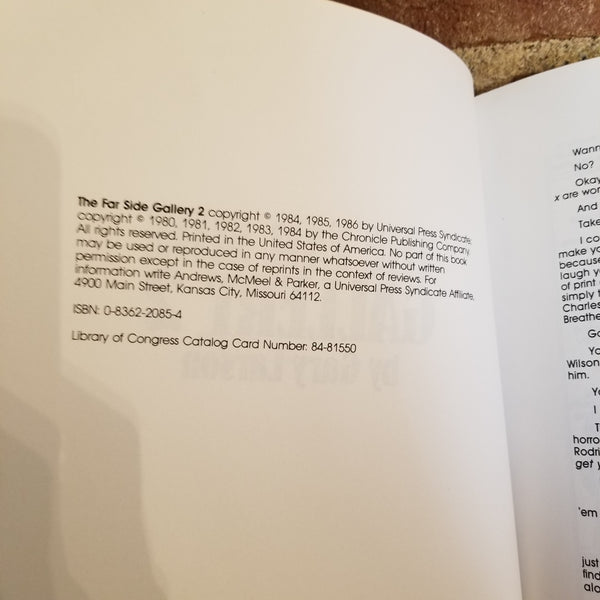 The Far Side Gallery 2 copyright © 1984, 1985, 1986 by Universal Press Syndicate;
copyright © 1980, 1981, 1982, 1983, 1984 by the Chronicle Publishing Company.
All rights reserved. Printed in the United States of America. No part of this book
may be used or reproduced in any manner whatsoever without written
permission except in the case of reprints in the context of reviews. For
information write Andrews, McMeel & Parker, a Universal Press Syndicate Affiliate,
4900 Main Street, Kansas City, Missouri 64112.
ISBN: 0-8362-2085-4
Library of Congress Catalog Card Number: 84-81550
Wann
No?
Okay
x are wor
And
Take
I co
make yo
because
laugh y
of print
simply t
Charles
Breathe
Go
Yo
Wilson
him.
Yo
I
T
horro
Rodri
get y
'em
just
find
alo